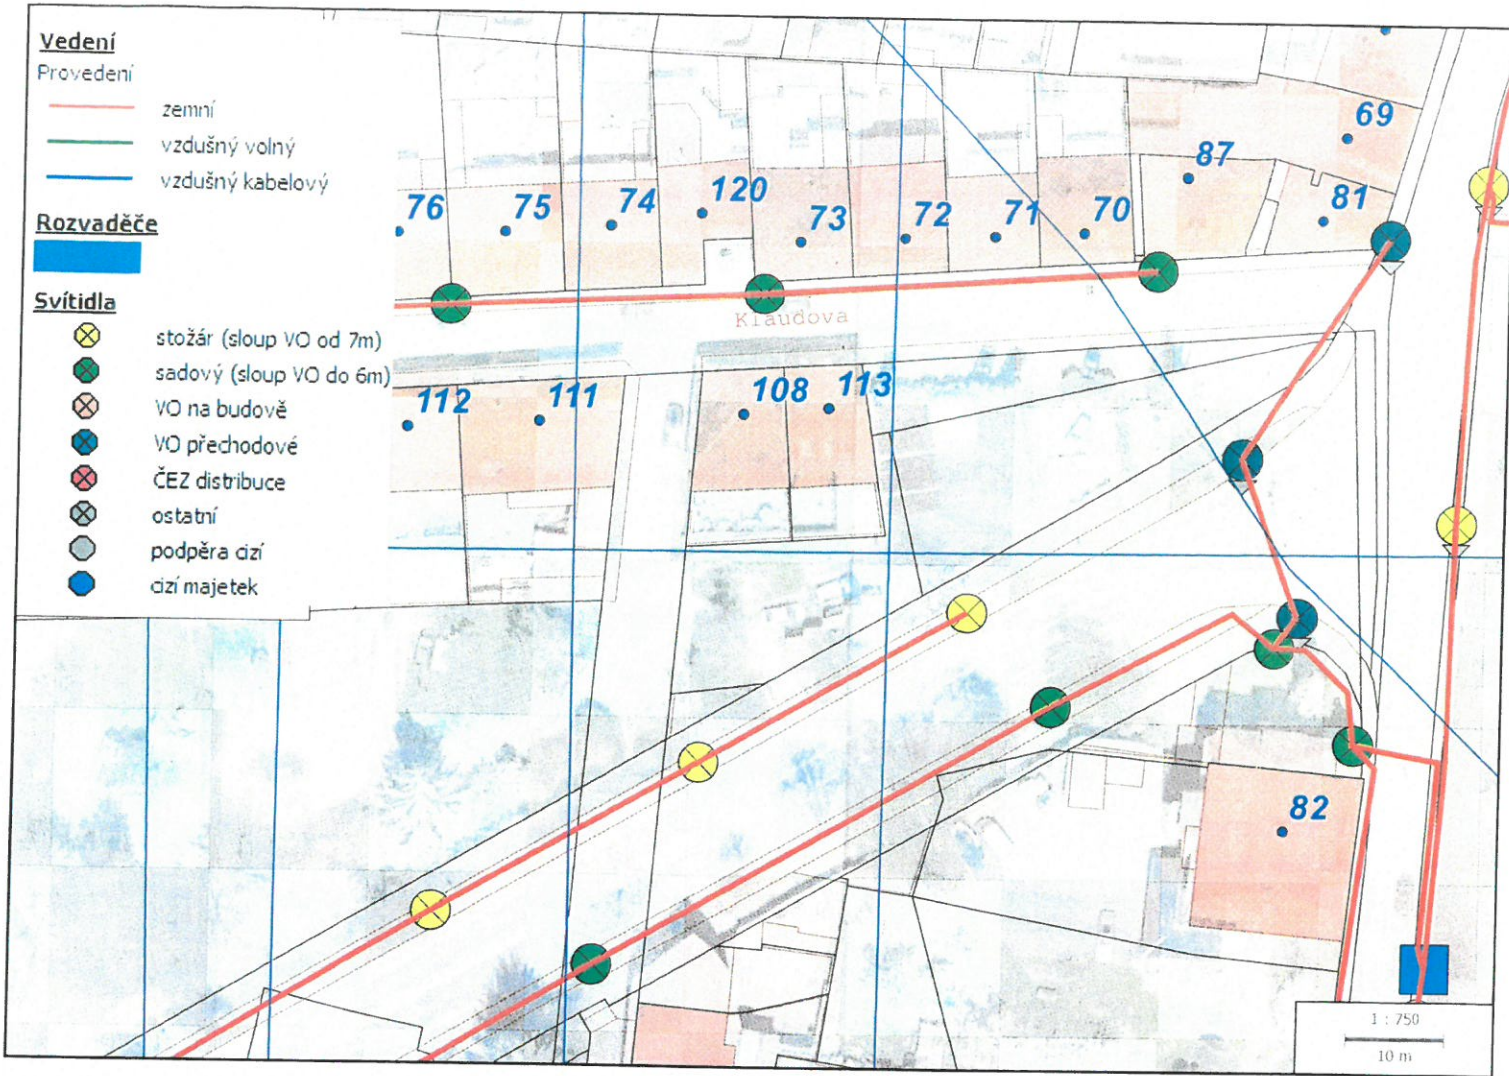 Vedení
Provedení
zemní
vzdušný volný
vzdušný kabelový
Rozvaděče
Svítidla
stožár (sloup VO od 7m)
sadový (sloup VO do 6m)
VO na budově
VO přechodové
ČEZ distribuce
ostatní
podpěra cizí
cizí majetek
69
87
81
76
75
74
120
73
72
71
70
Klaudova
112
111
108
113
82
1 : 750
10 m